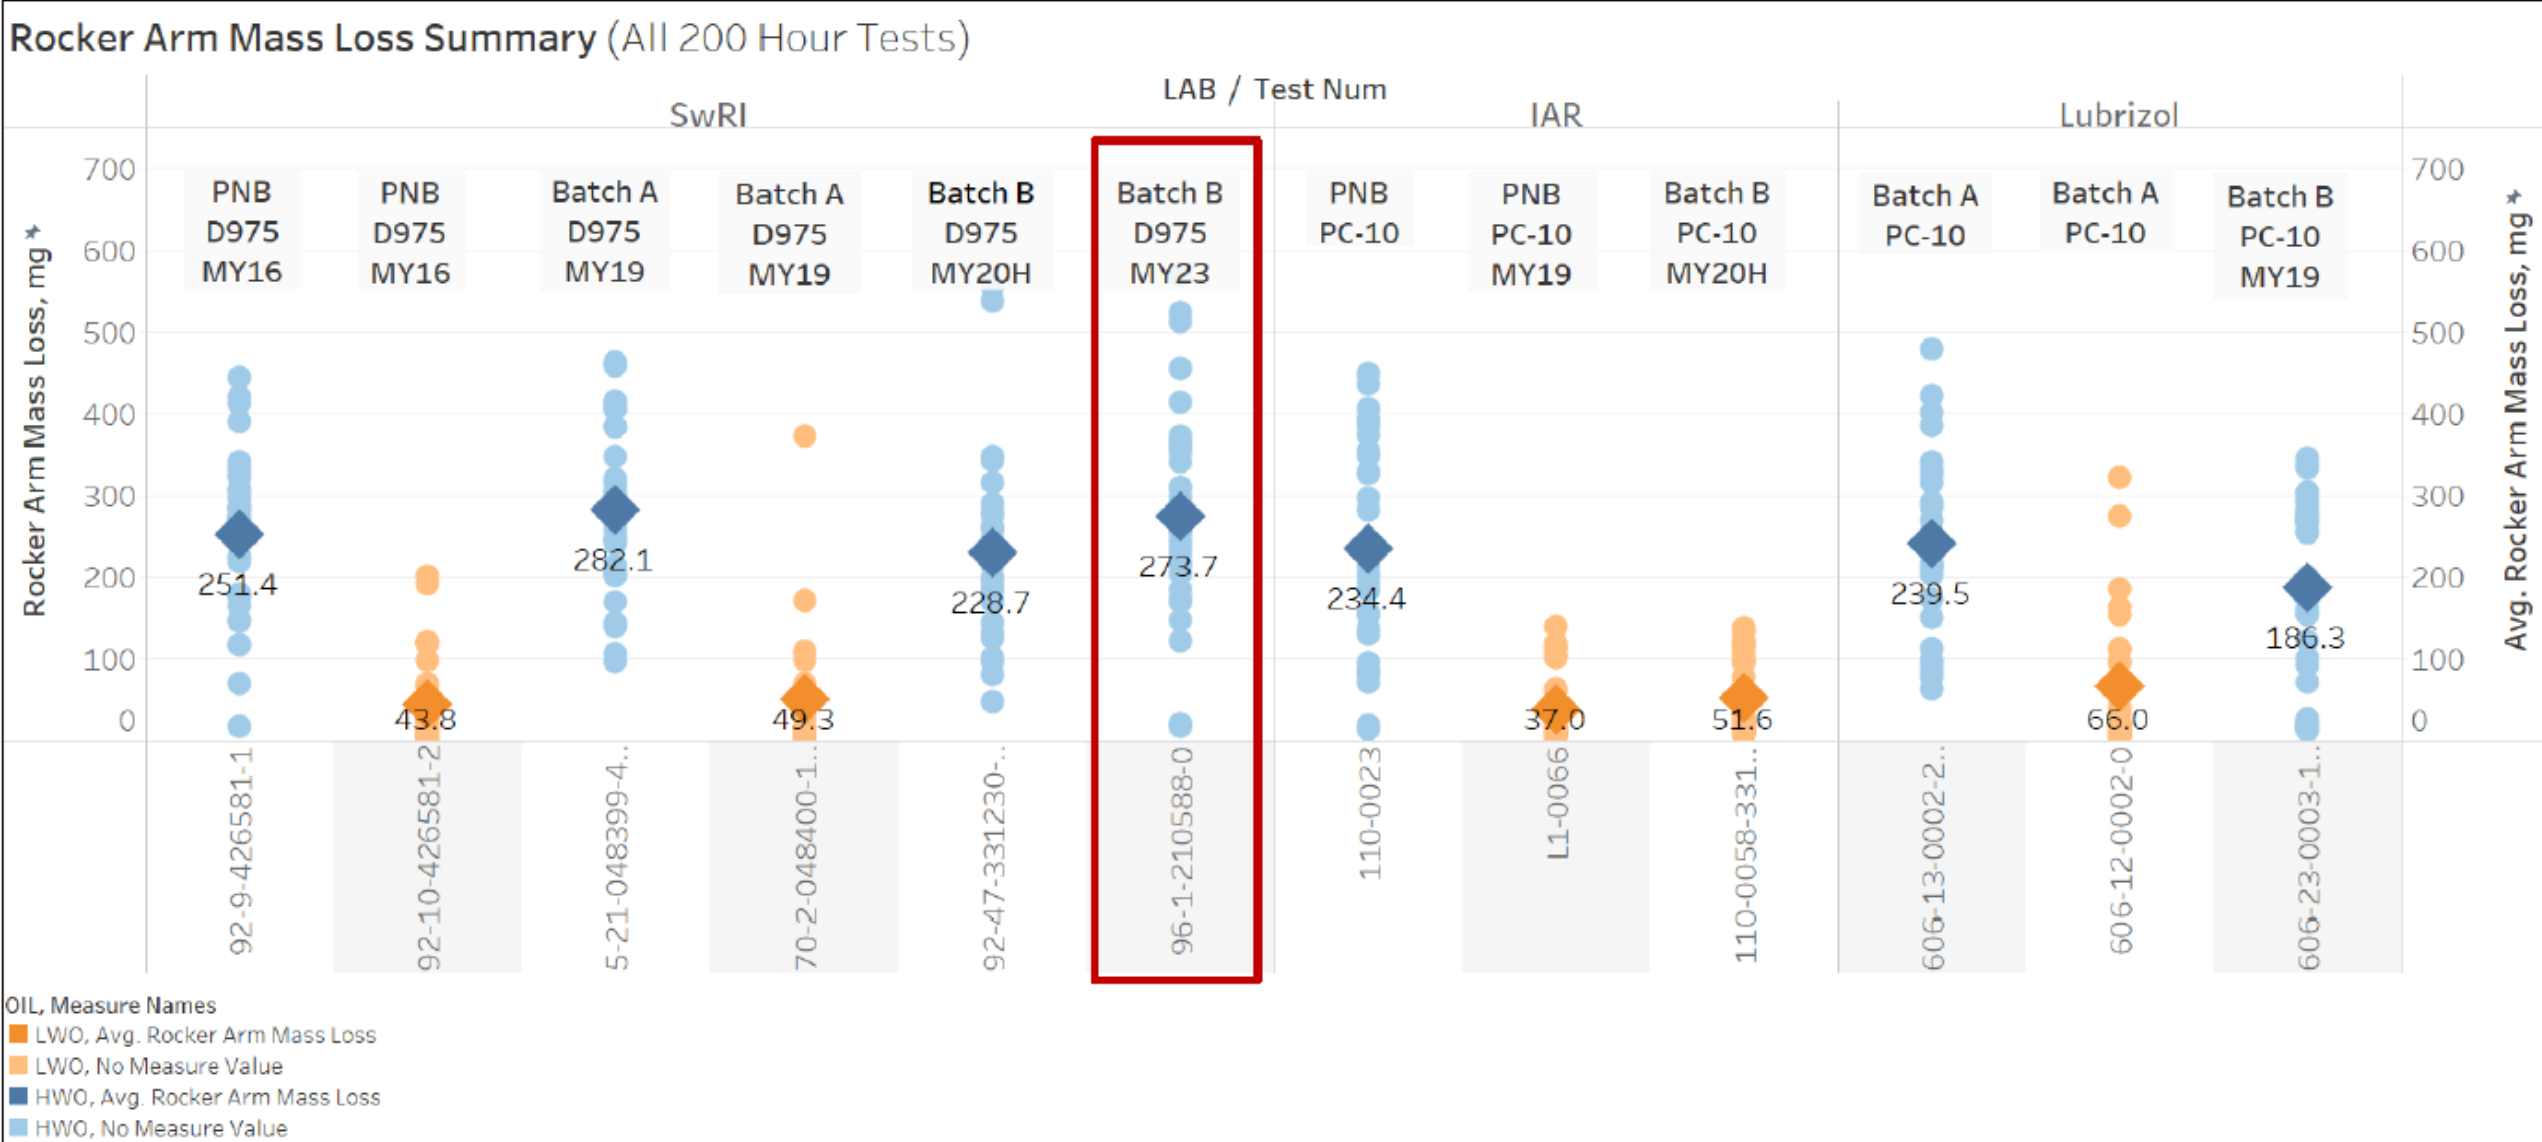 Rocker Arm Mass Loss Summary (All 200 Hour Tests)
LAB / Test Num
SwRI
IAR
Lubrizol
Rocker Arm Mass Loss, mg
700
600
500
400
300
200
100
0
PNB
D975
MY16
PNB
D975
MY16
Batch A
D975
MY19
Batch A
D975
MY19
Batch B
D975
MY20H
Batch B
D975
MY23
PNB
PC-10
PNB
PC-10
MY19
Batch B
PC-10
MY20H
Batch A
PC-10
Batch A
PC-10
Batch B
PC-10
MY19
251.4
43.8
282.1
49.3
228.7
273.7
234.4
37.0
51.6
239.5
66.0
186.3
700
600
500
400
300
200
100
0
Avg. Rocker Arm Mass Loss, mg
92-9-426581-1
92-10-426581-2
5-21-048399-4..
70-2-048400-1..
92-47-331230-..
96-1-210588-0
110-0023
L1-0066
110-0058-331..
606-13-0002-2..
606-12-0002-0
606-23-0003-1..
OIL, Measure Names
LWO, Avg. Rocker Arm Mass Loss
LWO, No Measure Value
HWO, Avg. Rocker Arm Mass Loss
HWO, No Measure Value